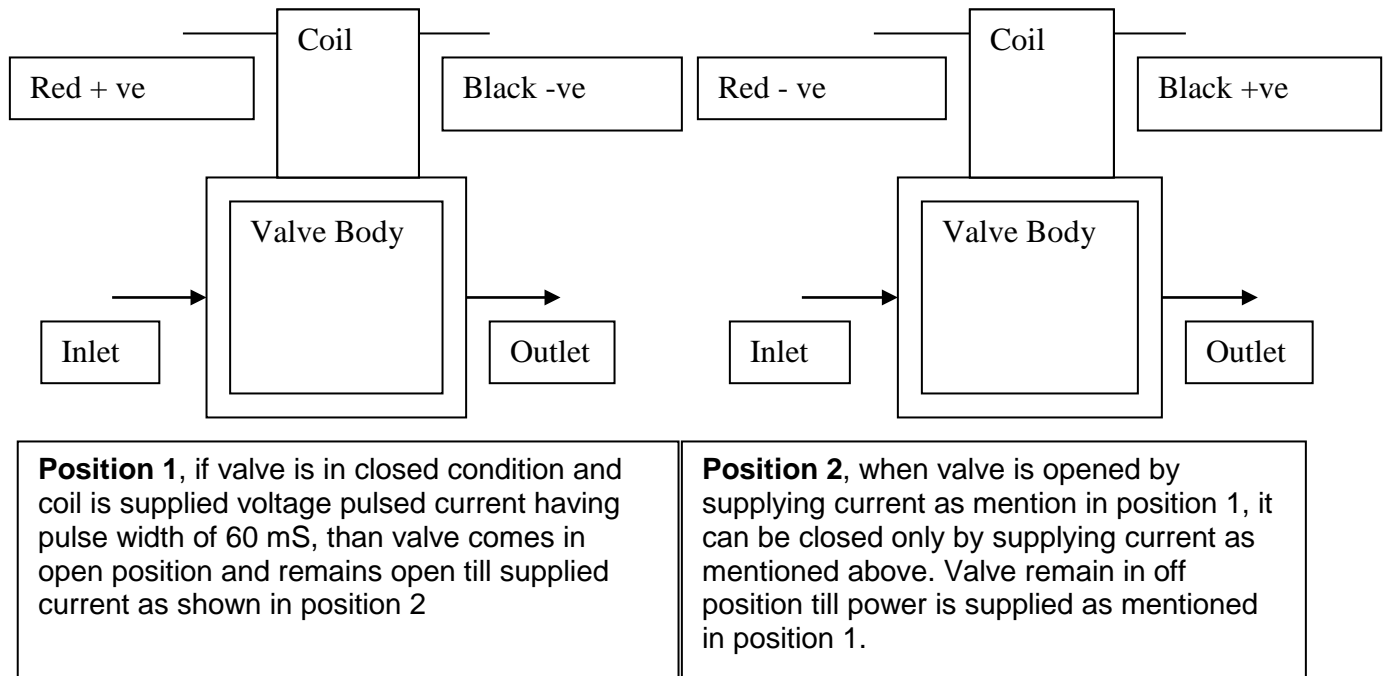 Coil
Red + ve
Black -ve
Valve Body
Inlet
Outlet
Coil
Red - ve
Black +ve
Valve Body
Inlet
Outlet
Position 1, if valve is in closed condition and
coil is supplied voltage pulsed current having
pulse width of 60 mS, than valve comes in
open position and remains open till supplied
current as shown in position 2
Position 2, when valve is opened by
supplying current as mention in position 1, it
can be closed only by supplying current as
mentioned above. Valve remain in off
position till power is supplied as mentioned
in position 1.